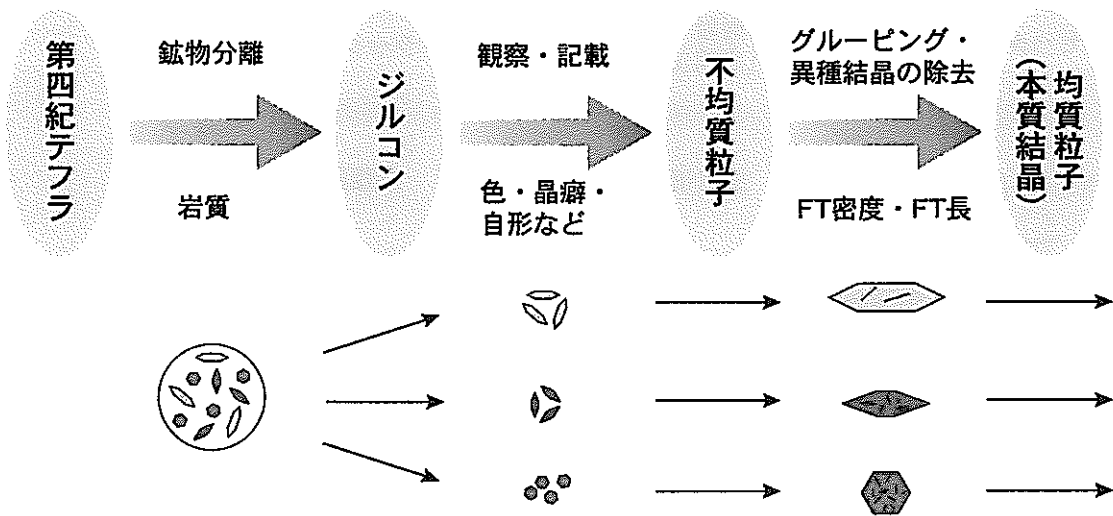 第四紀テフラ
鉱物分離
岩質
ジルコン
観察・記載
色・晶癖・
自形など
不均質粒子
グルーピング・
異種結晶の除去
FT密度・FT長
均質粒子
(本質結晶)